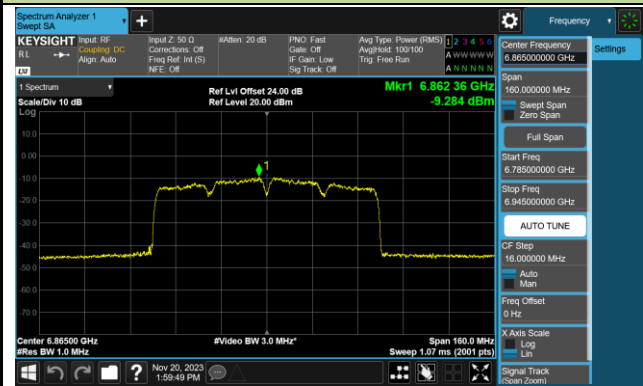 Spectrum Analyzer 1
Swept SA
Frequency
KEYSIGHT
RL
Input: RF
Coupling: DC
Align: Auto
Input Z: 50 Ω
Corrections: Off
Freq Ref: Int (S)
NFE: Off
#Atten: 20 dB
PNO: Fast
Gate: Off
IF Gain: Low
Sig Track: Off
Avg Type: Power (RMS)
Avg|Hold: 100/100
Trig: Free Run
1 2 3 4 5 6
A W W W W W
A N N N N N
1 Spectrum
Scale/Div 10 dB
Log
Ref Lvl Offset 24.00 dB
Ref Level 20.00 dBm
Mkr1 6.862 36 GHz
-9.284 dBm
10.0
0.00
-10.0
-20.0
-30.0
-40.0
-50.0
-60.0
-70.0
1
Center 6.86500 GHz
#Res BW 1.0 MHz
#Video BW 3.0 MHz*
Span 160.0 MHz
Sweep 1.07 ms (2001 pts)
Nov 20, 2023
1:59:49 PM
Center Frequency
6.865000000 GHz
Settings
Span
160.000000 MHz
Swept Span
Zero Span
Full Span
Start Freq
6.785000000 GHz
Stop Freq
6.945000000 GHz
AUTO TUNE
CF Step
16.000000 MHz
Auto
Man
Freq Offset
0 Hz
X Axis Scale
Log
Lin
Signal Track
(Span Zoom)